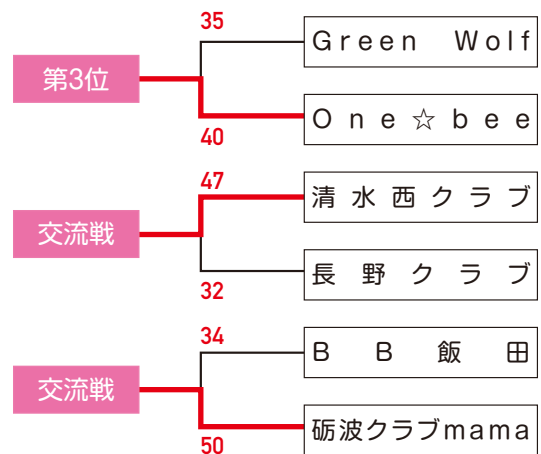 35
Green Wolf
第3位
One☆bee
40
47
清水西クラブ
交流戦
長野クラブ
32
34
BB飯田
交流戦
砺波クラブmama
50